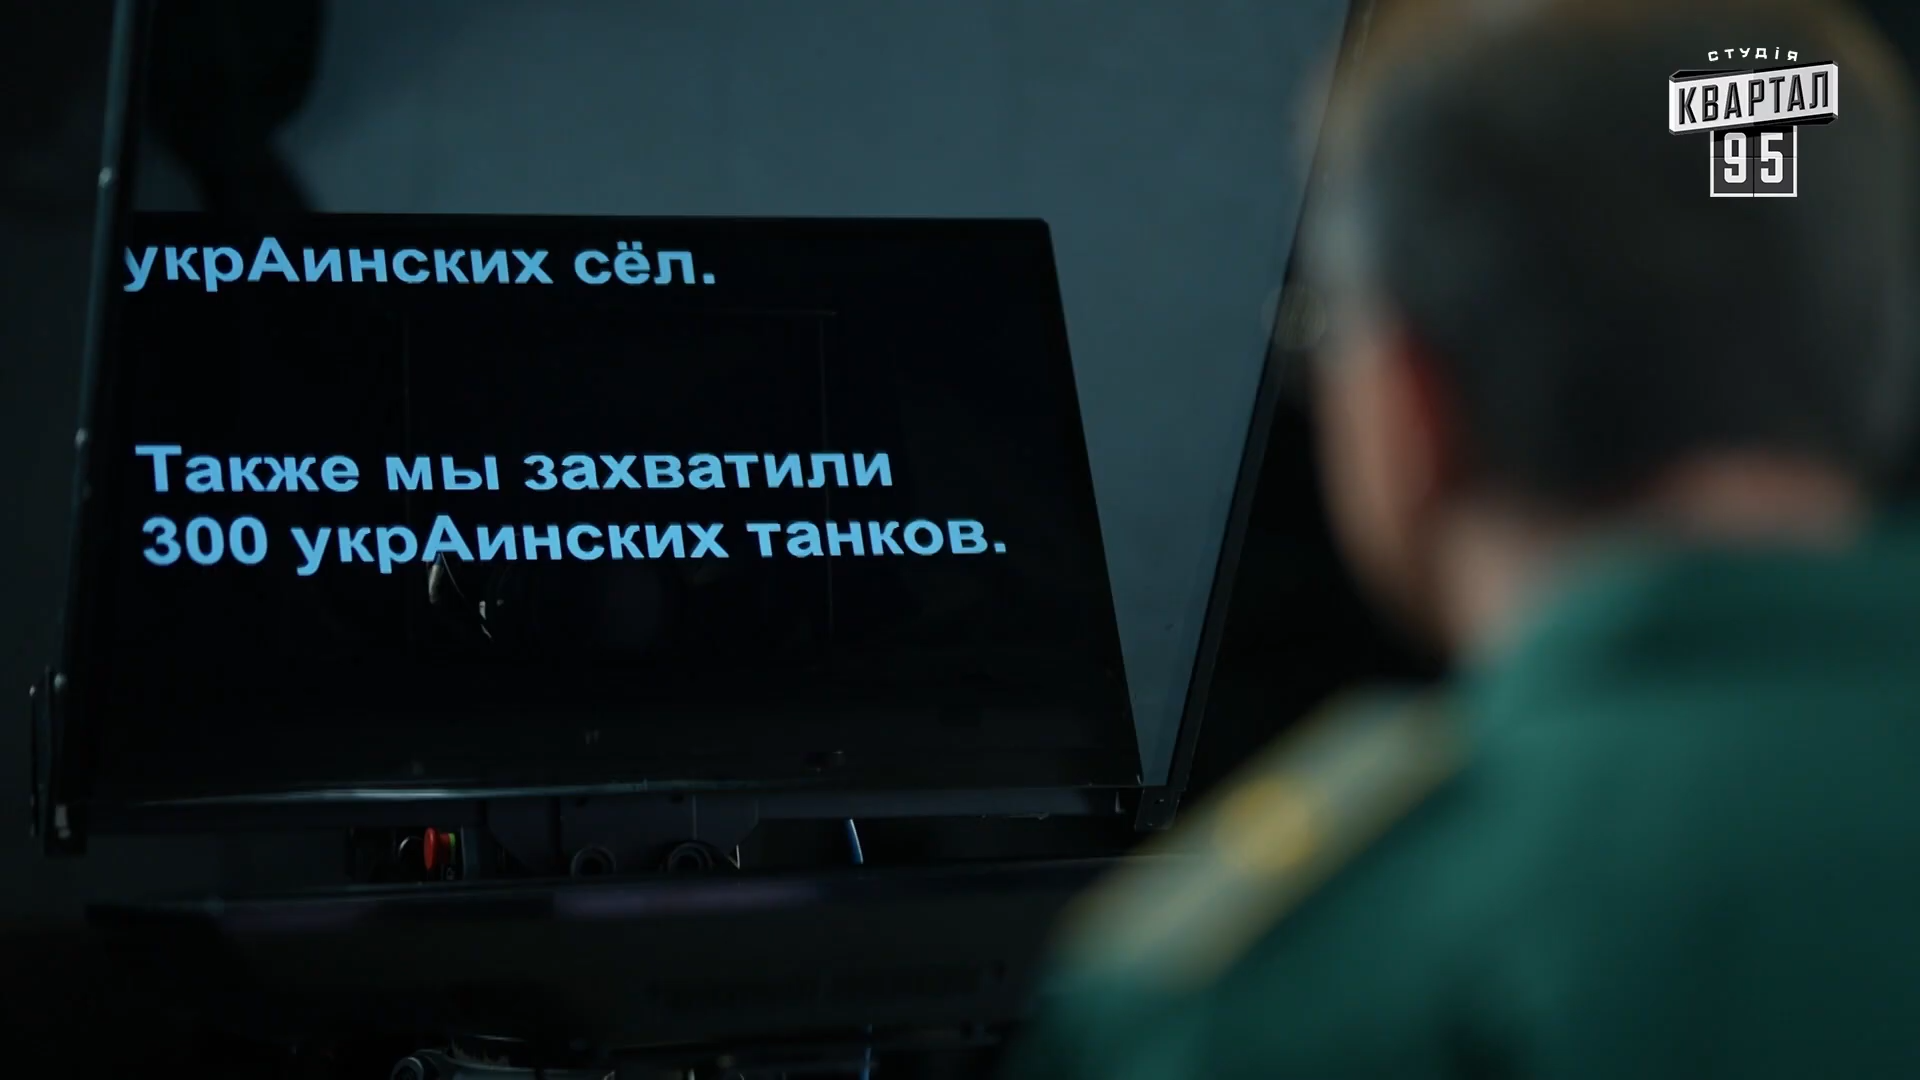 студія
КВАРТАЛ
95
укрАинских сёл.
Также мы захватили
300 укрАинских танков.